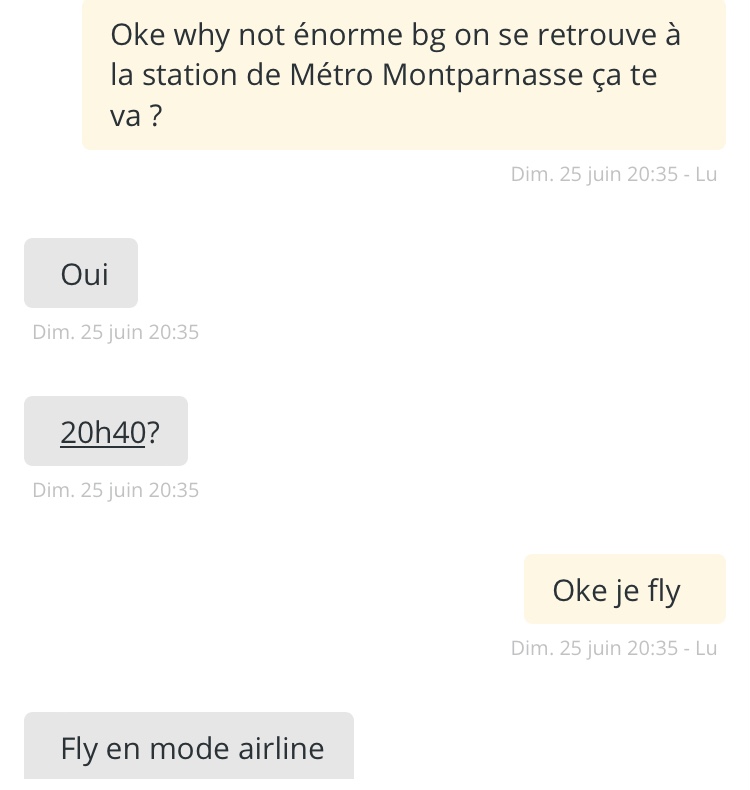 Oke why not énorme bg on se retrouve à
la station de Métro Montparnasse ça te
va ?
Dim. 25 juin 20:35 - Lu
Oui
Dim. 25 juin 20:35
20h40?
Dim. 25 juin 20:35
Oke je fly
Dim. 25 juin 20:35 - Lu
Fly en mode airline